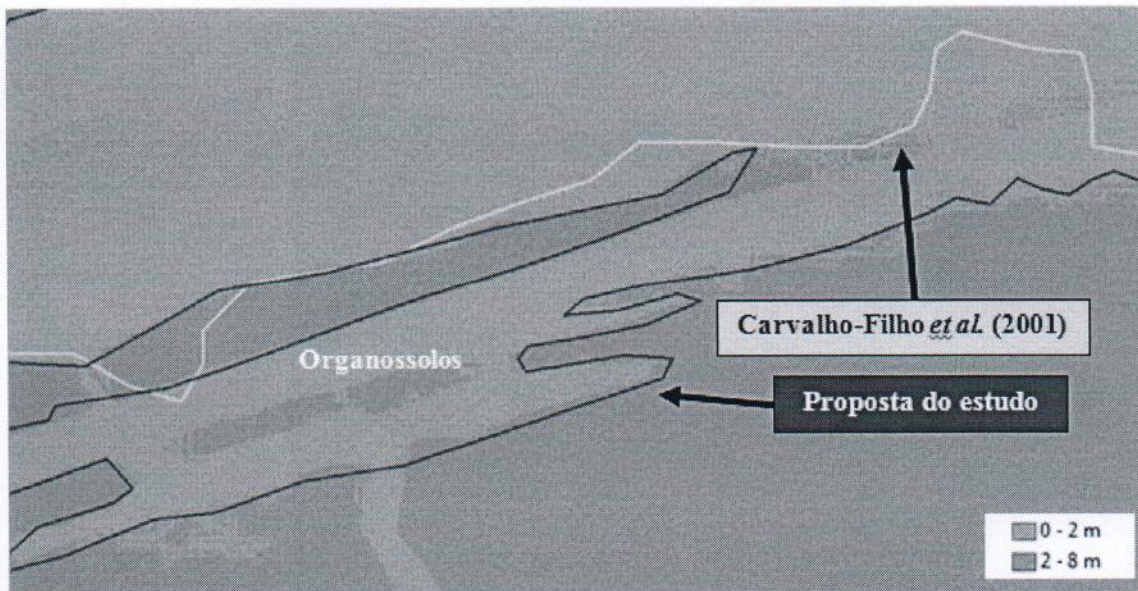 Carvalho-Filho et al. (2001)
Organossolos
Proposta do estudo
0 - 2 m
2 - 8 m